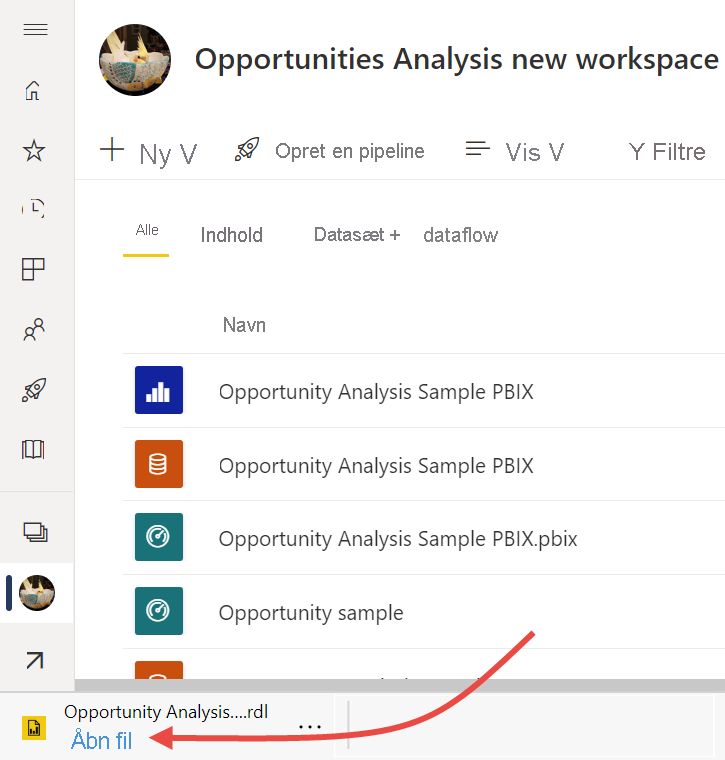 Opportunities Analysis new workspace
Ny V Opret en pipeline Vis V Y Filtre
Alle Indhold Datasæt + dataflow
Navn
Opportunity Analysis Sample PBIX
Opportunity Analysis Sample PBIX
Opportunity Analysis Sample PBIX.pbix
Opportunity sample
Opportunity Analysis....rdl
Åbn fil